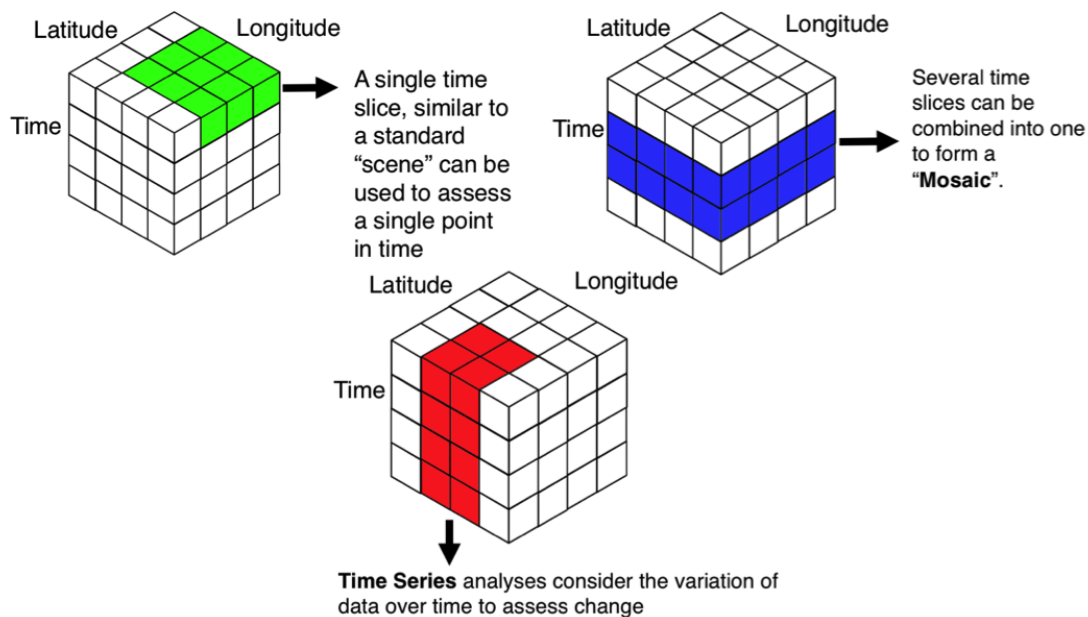 Latitude
Longitude
Time
A single time
slice, similar to
a standard
“scene” can be
used to assess
a single point
in time
Latitude
Longitude
Time
Several time
slices can be
combined into one
to form a
“Mosaic”.
Latitude
Longitude
Time
Time Series analyses consider the variation of
data over time to assess change